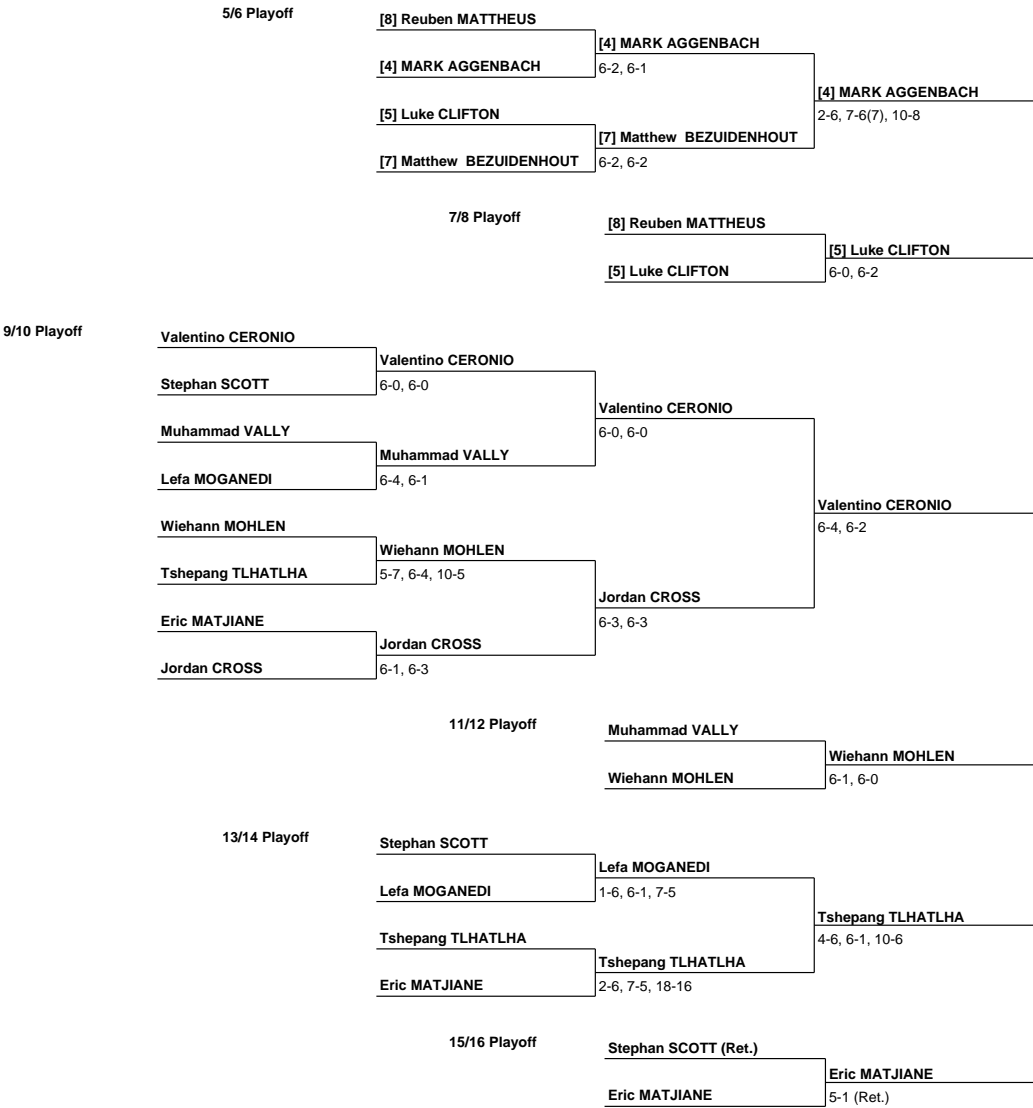 5/6 Playoff
[8] Reuben MATTHEUS
[4] MARK AGGENBACH
[4] MARK AGGENBACH
6-2, 6-1
[4] MARK AGGENBACH
[5] Luke CLIFTON
2-6, 7-6(7), 10-8
[7] Matthew  BEZUIDENHOUT
[7] Matthew  BEZUIDENHOUT
6-2, 6-2
7/8 Playoff
[8] Reuben MATTHEUS
[5] Luke CLIFTON
[5] Luke CLIFTON
6-0, 6-2
9/10 Playoff
Valentino CERONIO
Valentino CERONIO
Stephan SCOTT
6-0, 6-0
Valentino CERONIO
Muhammad VALLY
6-0, 6-0
Muhammad VALLY
Lefa MOGANEDI
6-4, 6-1
Valentino CERONIO
Wiehann MOHLEN
6-4, 6-2
Wiehann MOHLEN
Tshepang TLHATLHA
5-7, 6-4, 10-5
Jordan CROSS
Eric MATJIANE
6-3, 6-3
Jordan CROSS
Jordan CROSS
6-1, 6-3
11/12 Playoff
Muhammad VALLY
Wiehann MOHLEN
Wiehann MOHLEN
6-1, 6-0
13/14 Playoff
Stephan SCOTT
Lefa MOGANEDI
Lefa MOGANEDI
1-6, 6-1, 7-5
Tshepang TLHATLHA
Tshepang TLHATLHA
4-6, 6-1, 10-6
Tshepang TLHATLHA
Eric MATJIANE
2-6, 7-5, 18-16
15/16 Playoff
Stephan SCOTT (Ret.)
Eric MATJIANE
Eric MATJIANE
5-1 (Ret.)